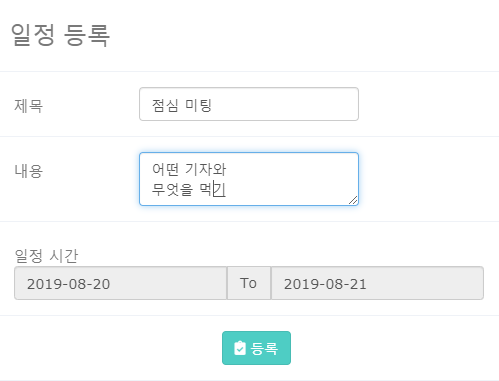 일정 등록
제목
점심 미팅
내용
어떤 기자와
무엇을 먹기
일정 시간
2019-08-20 To 2019-08-21
등록